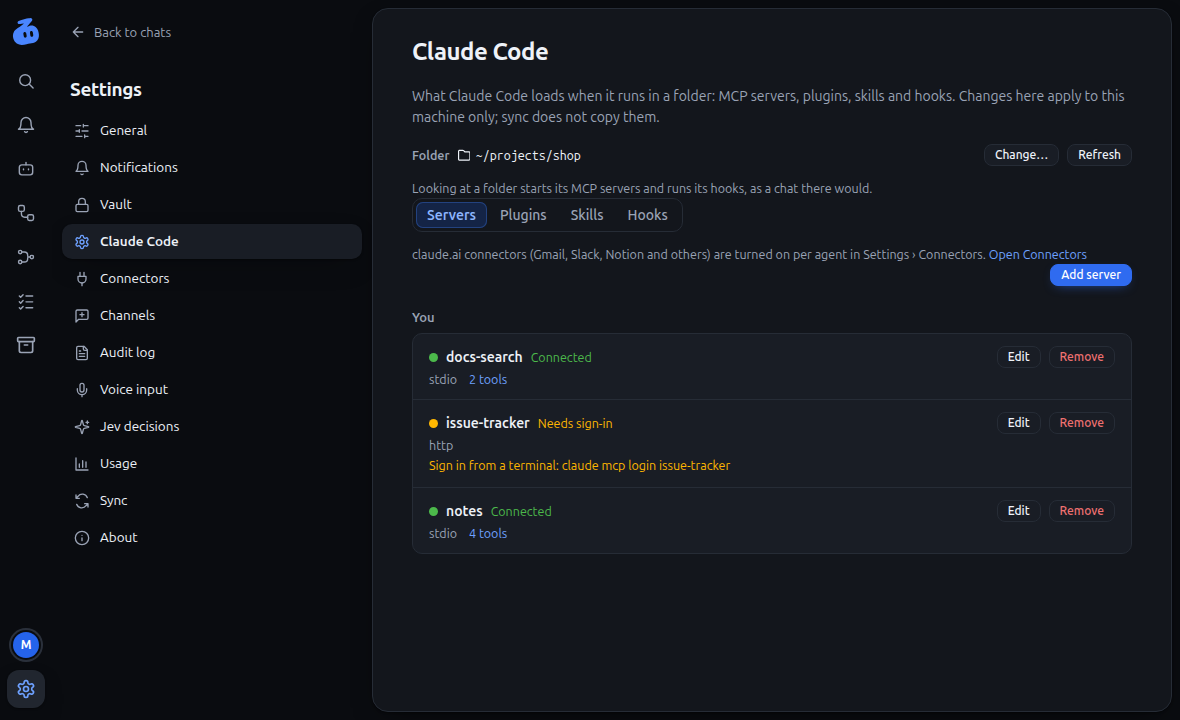 Back to chats
Settings
General
Notifications
Vault
Claude Code
Connectors
Channels
Audit log
Voice input
Jev decisions
Usage
Sync
About
M
Claude Code
What Claude Code loads when it runs in a folder: MCP servers, plugins, skills and hooks. Changes here apply to this
machine only; sync does not copy them.
Folder ~/projects/shop Change... Refresh
Looking at a folder starts its MCP servers and runs its hooks, as a chat there would.
Servers Plugins Skills Hooks
claude.ai connectors (Gmail, Slack, Notion and others) are turned on per agent in Settings › Connectors. Open Connectors
Add server
You
docs-search Connected Edit Remove
stdio 2 tools
issue-tracker Needs sign-in Edit Remove
http
Sign in from a terminal: claude mcp login issue-tracker
notes Connected Edit Remove
stdio 4 tools